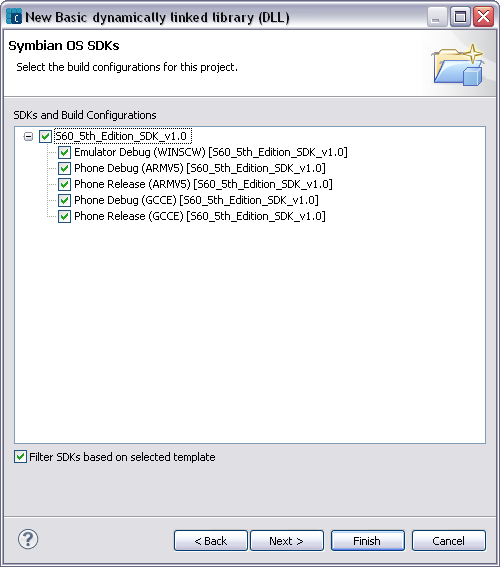 New Basic dynamically linked library (DLL)
Symbian OS SDKs
Select the build configurations for this project.
SDKs and Build Configurations
S60_5th_Edition_SDK_v1.0
Emulator Debug (WINSCW) [S60_5th_Edition_SDK_v1.0]
Phone Debug (ARMV5) [S60_5th_Edition_SDK_v1.0]
Phone Release (ARMV5) [S60_5th_Edition_SDK_v1.0]
Phone Debug (GCCE) [S60_5th_Edition_SDK_v1.0]
Phone Release (GCCE) [S60_5th_Edition_SDK_v1.0]
Filter SDKs based on selected template
? < Back Next > Finish Cancel